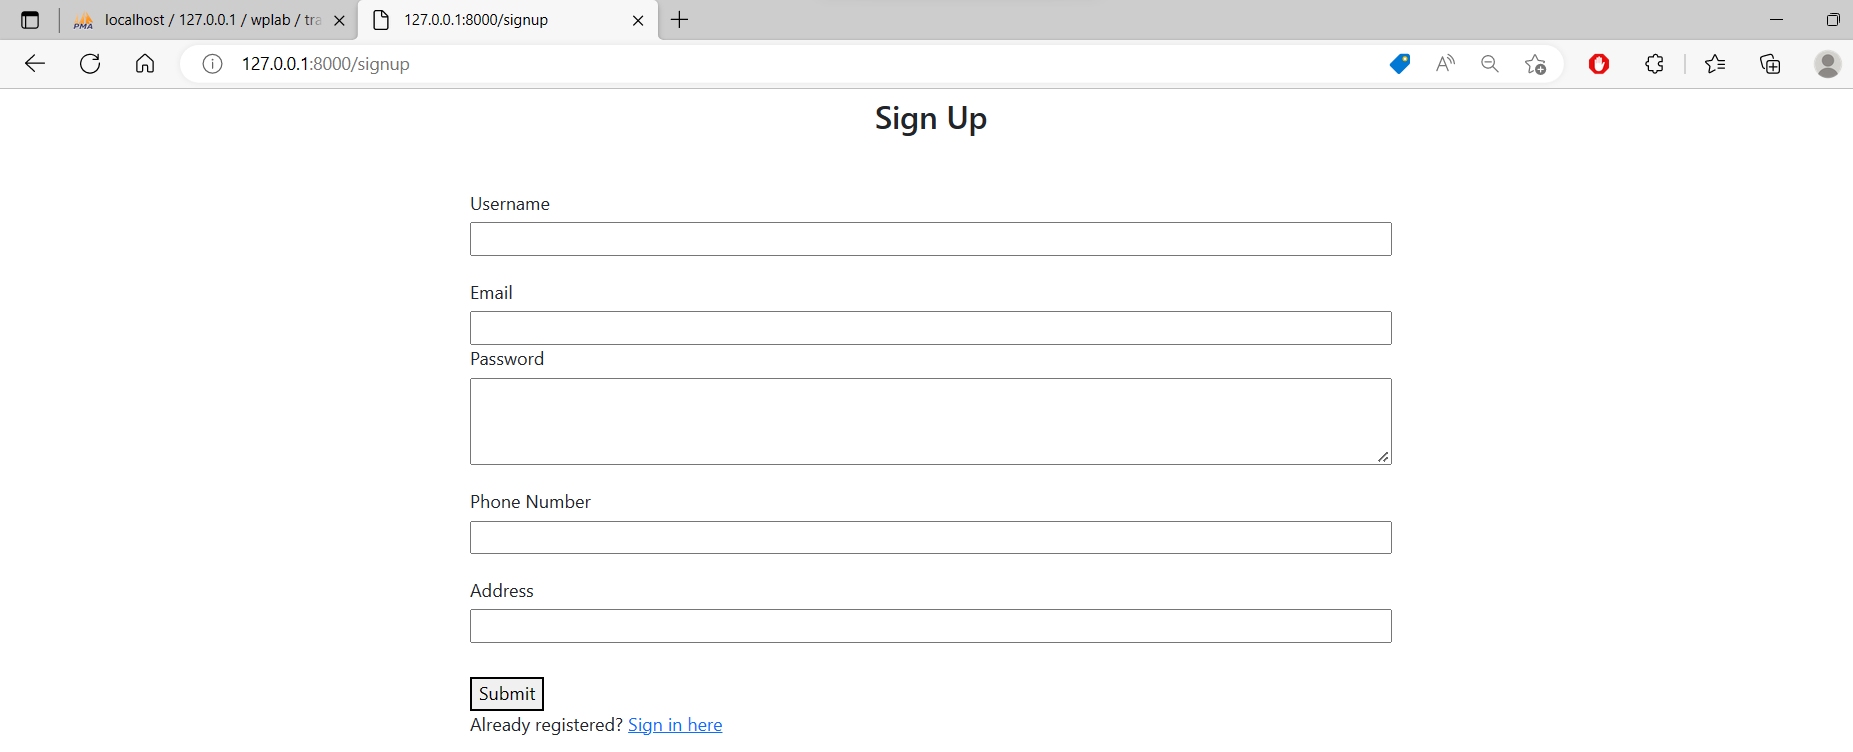 PMA localhost / 127.0.0.1 / wplab / tra
127.0.0.1:8000/signup
127.0.0.1:8000/signup
Sign Up
Username
Email
Password
Phone Number
Address
Submit
Already registered? Sign in here